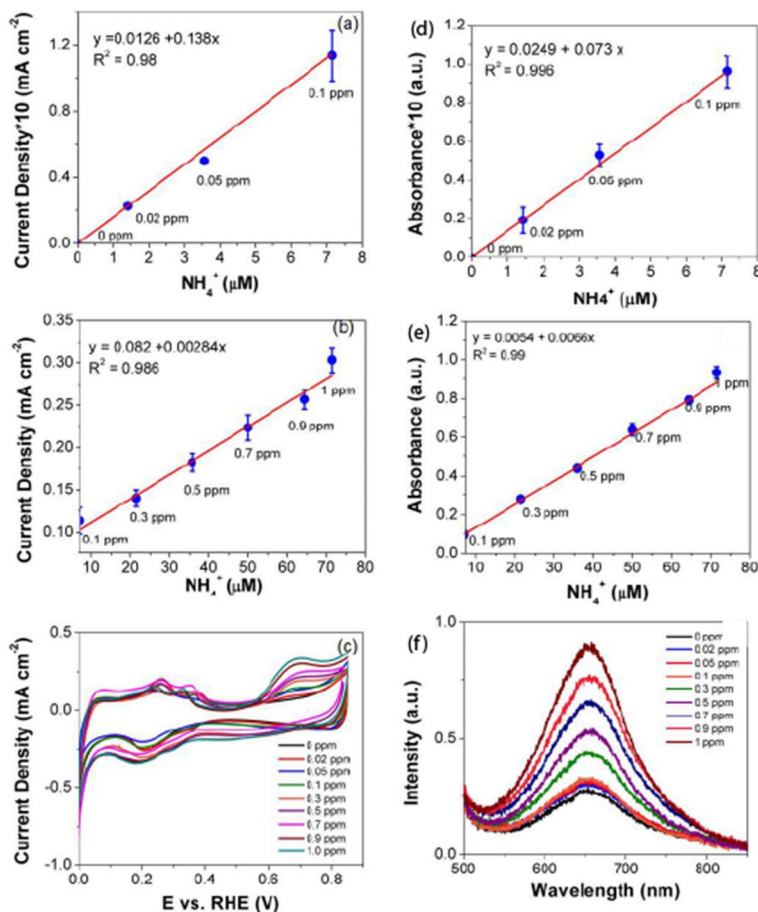 (a)
y =0.0126 +0.138x
R² = 0.98
0 ppm
0.02 ppm
0.05 ppm
0.1 ppm
1.2
0.8
0.4
0.0
0 1 2 3 4 5 6 7 8
Current Density*10 (mA cm⁻²)
NH₄⁺ (μM)
(d)
y = 0.0249 + 0.073 x
R² = 0.996
0 ppm
0.02 ppm
0.05 ppm
0.1 ppm
1.0
0.8
0.6
0.4
0.2
0.0
0 1 2 3 4 5 6 7 8
Absorbance*10 (a.u.)
NH4⁺ (μM)
(b)
y = 0.082 +0.00284x
R² = 0.986
0.1 ppm
0.3 ppm
0.5 ppm
0.7 ppm
0.9 ppm
1 ppm
0.35
0.30
0.25
0.20
0.15
0.10
10 20 30 40 50 60 70 80
Current Density (mA cm⁻²)
NH₄⁺ (μM)
(e)
y = 0.0054 + 0.0066x
R² = 0.99
0.1 ppm
0.3 ppm
0.5 ppm
0.7 ppm
0.9 ppm
1 ppm
1.2
1.0
0.8
0.6
0.4
0.2
0.0
10 20 30 40 50 60 70 80
Absorbance (a.u.)
NH₄⁺ (μM)
(c)
0 ppm
0.02 ppm
0.05 ppm
0.1 ppm
0.3 ppm
0.5 ppm
0.7 ppm
0.9 ppm
1.0 ppm
0.5
0.0
-0.5
-1.0
0.0 0.2 0.4 0.6 0.8
Current Density (mA cm⁻²)
E vs. RHE (V)
(f)
0 ppm
0.02 ppm
0.05 ppm
0.1 ppm
0.3 ppm
0.5 ppm
0.7 ppm
0.9 ppm
1 ppm
1.0
0.5
0.0
500 600 700 800
Intensity (a.u.)
Wavelength (nm)